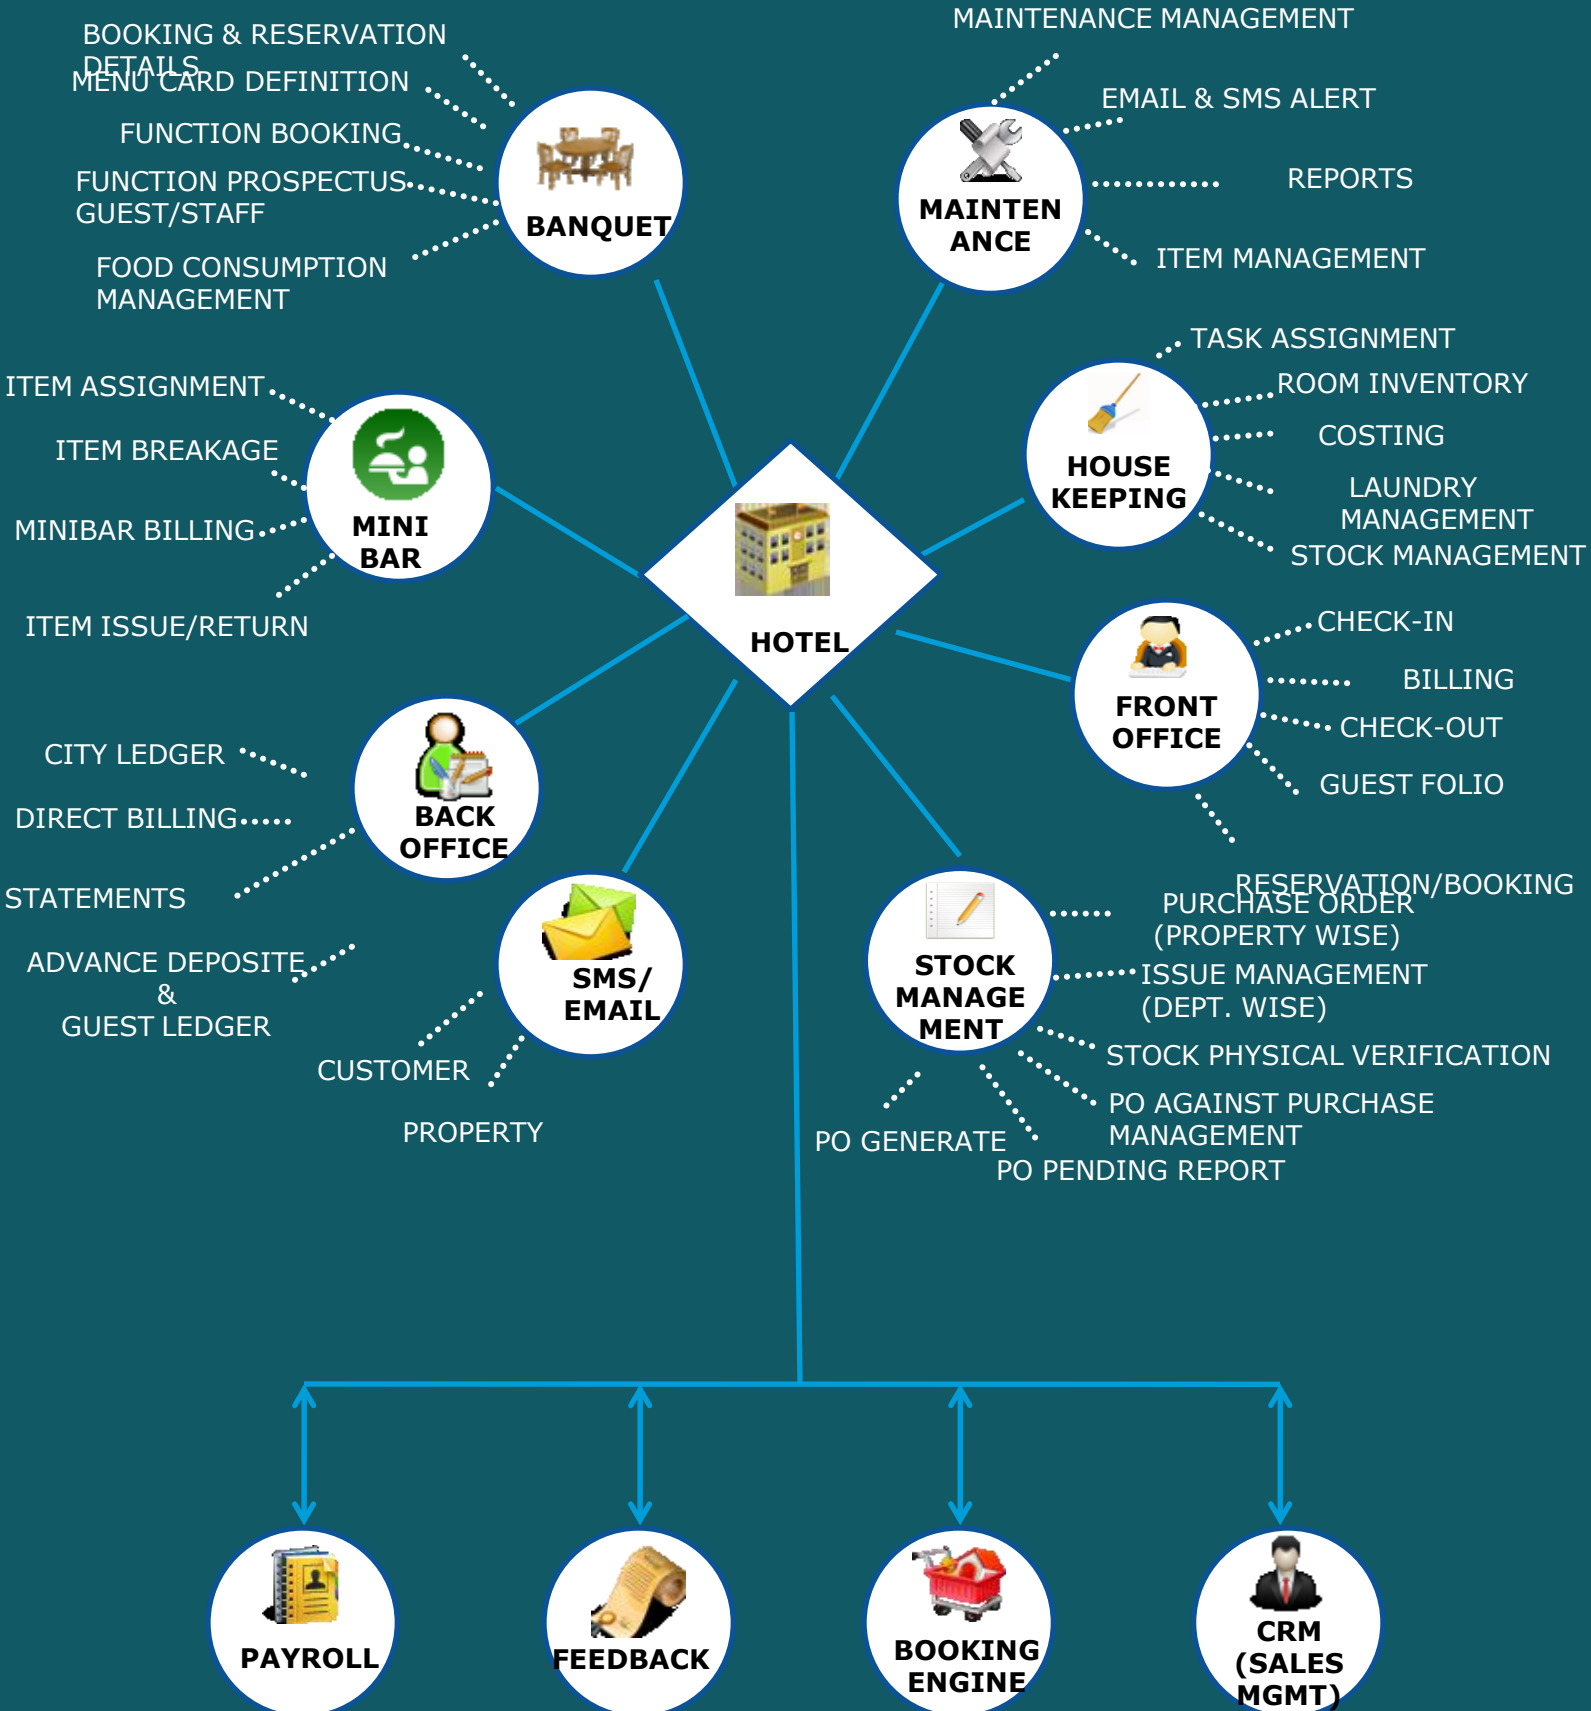 BOOKING & RESERVATION
DETAILS
MENU CARD DEFINITION
FUNCTION BOOKING
FUNCTION PROSPECTUS
GUEST/STAFF
FOOD CONSUMPTION
MANAGEMENT
BANQUET
MAINTENANCE MANAGEMENT
EMAIL & SMS ALERT
REPORTS
ITEM MANAGEMENT
MAINTEN
ANCE
ITEM ASSIGNMENT
ITEM BREAKAGE
MINIBAR BILLING
ITEM ISSUE/RETURN
MINI
BAR
TASK ASSIGNMENT
ROOM INVENTORY
COSTING
LAUNDRY
MANAGEMENT
STOCK MANAGEMENT
HOUSE
KEEPING
HOTEL
CHECK-IN
BILLING
CHECK-OUT
GUEST FOLIO
RESERVATION/BOOKING
FRONT
OFFICE
CITY LEDGER
DIRECT BILLING
STATEMENTS
ADVANCE DEPOSITE
&
GUEST LEDGER
BACK
OFFICE
SMS/
EMAIL
CUSTOMER
PROPERTY
STOCK
MANAGE
MENT
PURCHASE ORDER
(PROPERTY WISE)
ISSUE MANAGEMENT
(DEPT. WISE)
STOCK PHYSICAL VERIFICATION
PO AGAINST PURCHASE
MANAGEMENT
PO GENERATE
PO PENDING REPORT
PAYROLL
FEEDBACK
BOOKING
ENGINE
CRM
(SALES
MGMT)